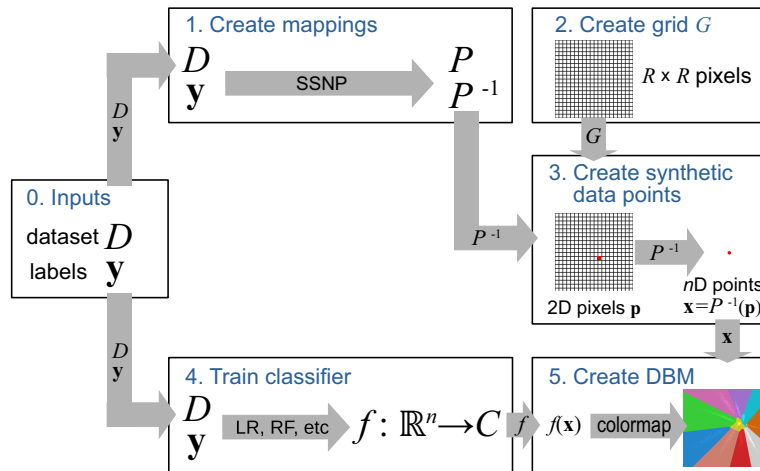 0. Inputs
dataset D
labels y
D
y
1. Create mappings
D
y
SSNP
P
P⁻¹
P⁻¹
2. Create grid G
R × R pixels
G
3. Create synthetic
data points
P⁻¹
2D pixels p
nD points
x=P⁻¹(p)
x
D
y
4. Train classifier
D
y
LR, RF, etc
f : ℝⁿ→C
f
5. Create DBM
f(x)
colormap